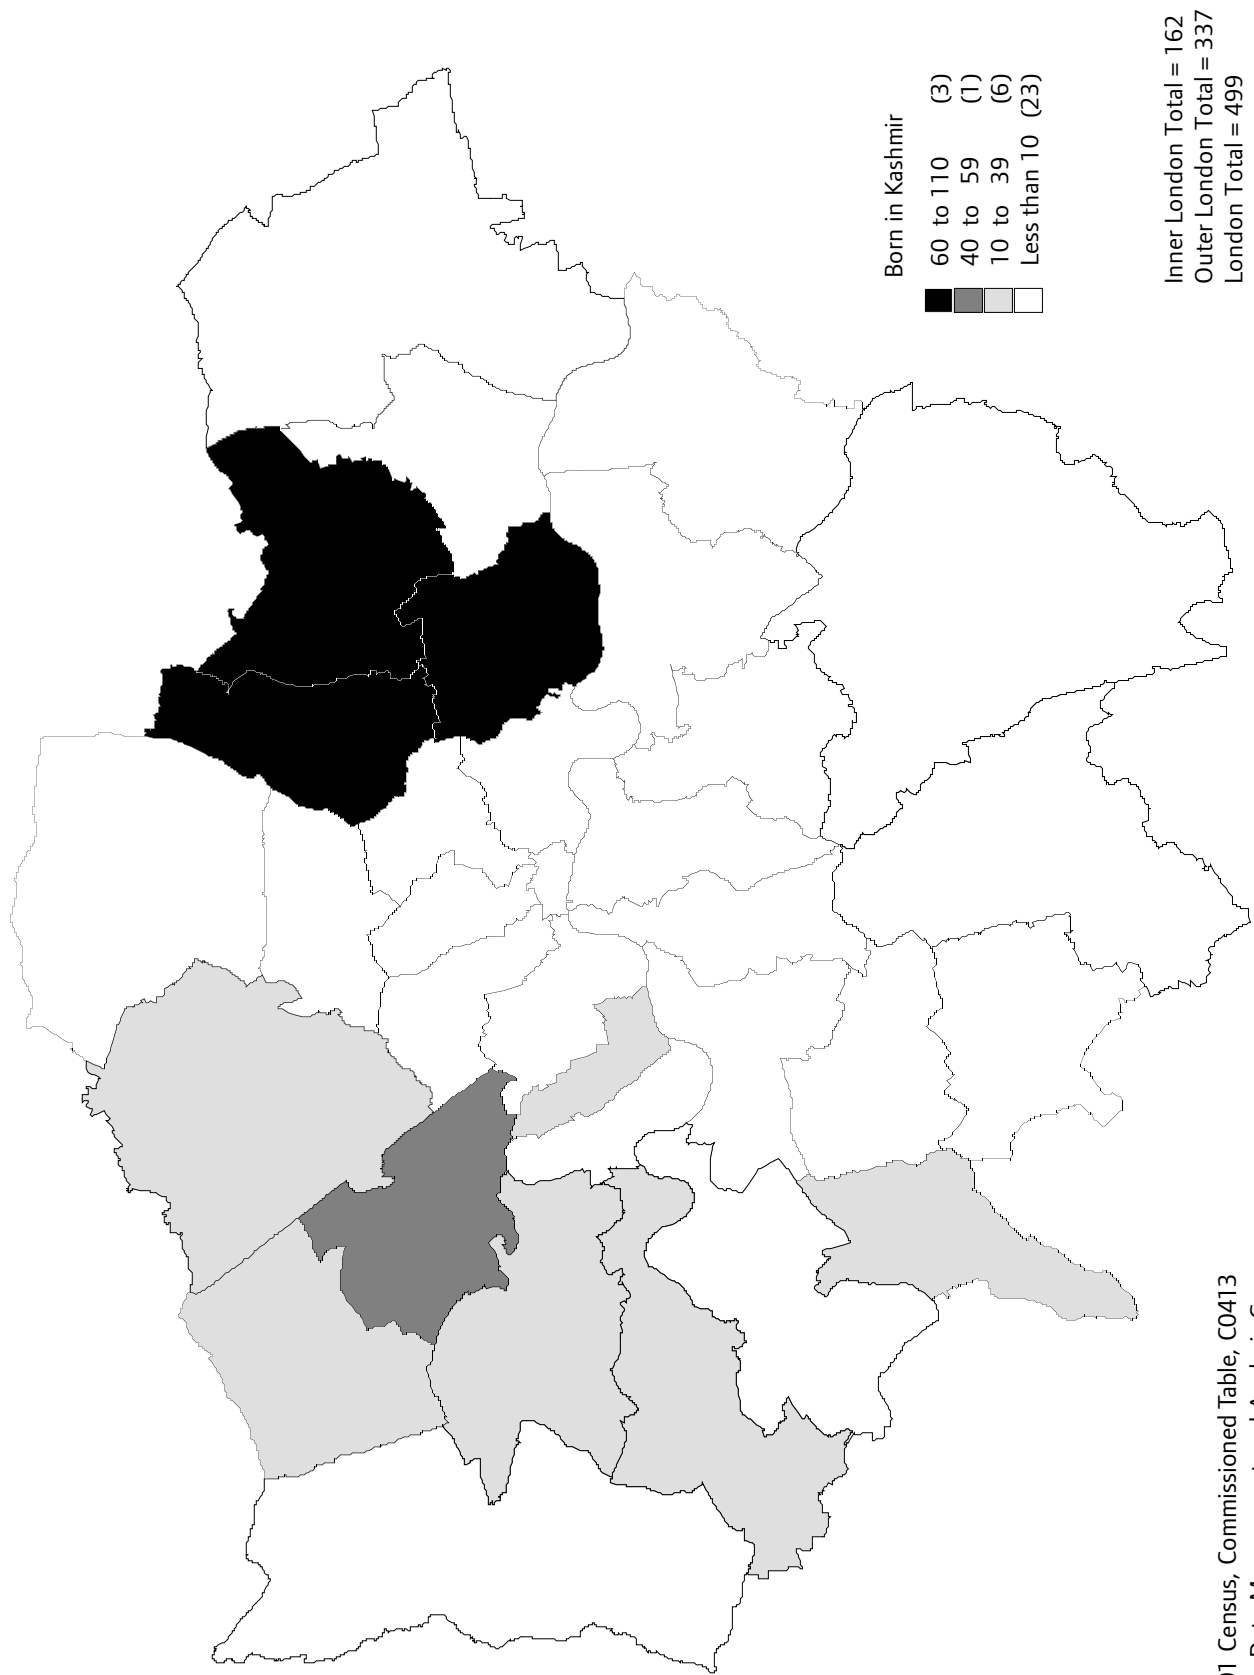 Born in Kashmir
60 to 110 (3)
40 to 59 (1)
10 to 39 (6)
Less than 10 (23)
Inner London Total = 162
Outer London Total = 337
London Total = 499
Census, Commissioned Table, C0413